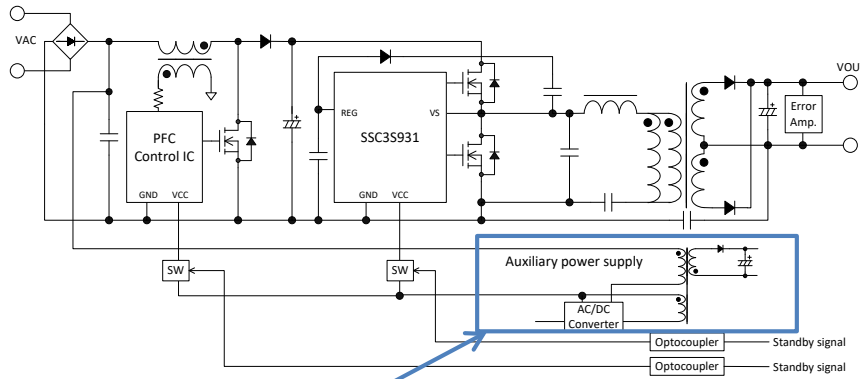 VAC
VOU
Error
Amp.
REG
VS
SSC3S931
PFC
Control IC
GND
VCC
GND
VCC
SW
SW
Auxiliary power supply
AC/DC
Converter
Optocoupler
Standby signal
Optocoupler
Standby signal